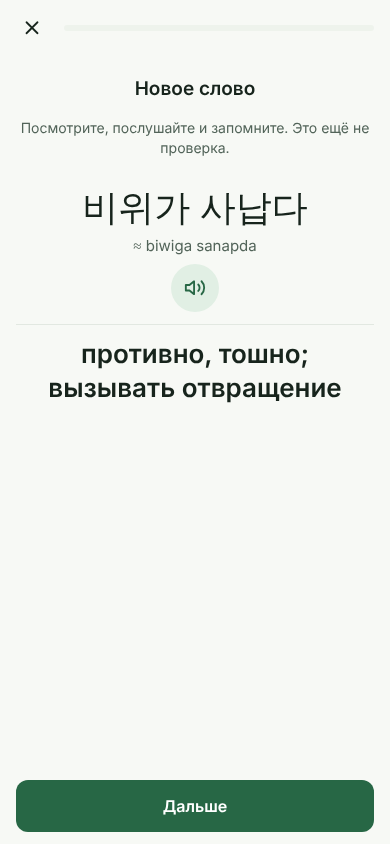 Новое слово
Посмотрите, послушайте и запомните. Это ещё не
проверка.
비위가 사납다
≈ biwiga sanapda
противно, тошно;
вызывать отвращение
Дальше